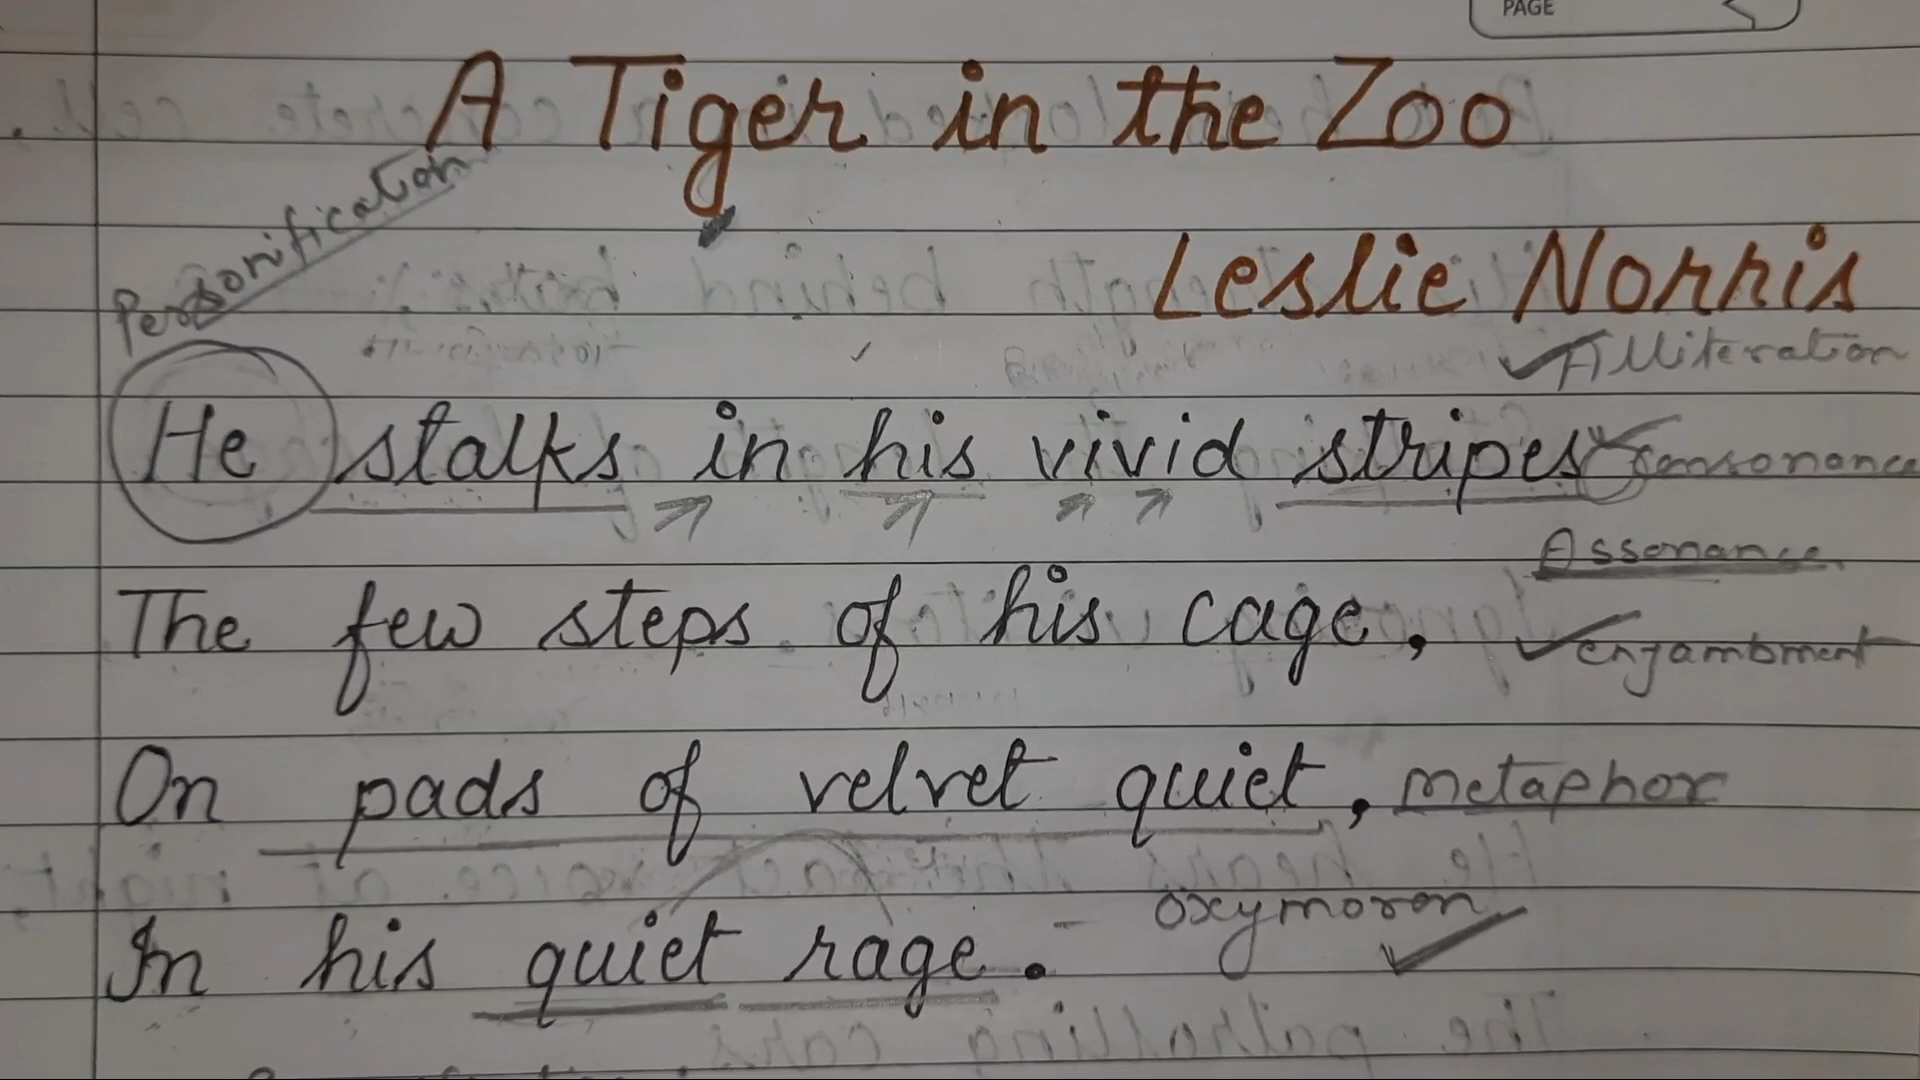 PAGE
A Tiger in the Zoo
Personification
Leslie Norris
Alliteration
He stalks in his vivid stripes consonance
Assonance
The few steps of his cage, enjambment
On pads of velvet quiet, metaphor
In his quiet rage. - oxymoron